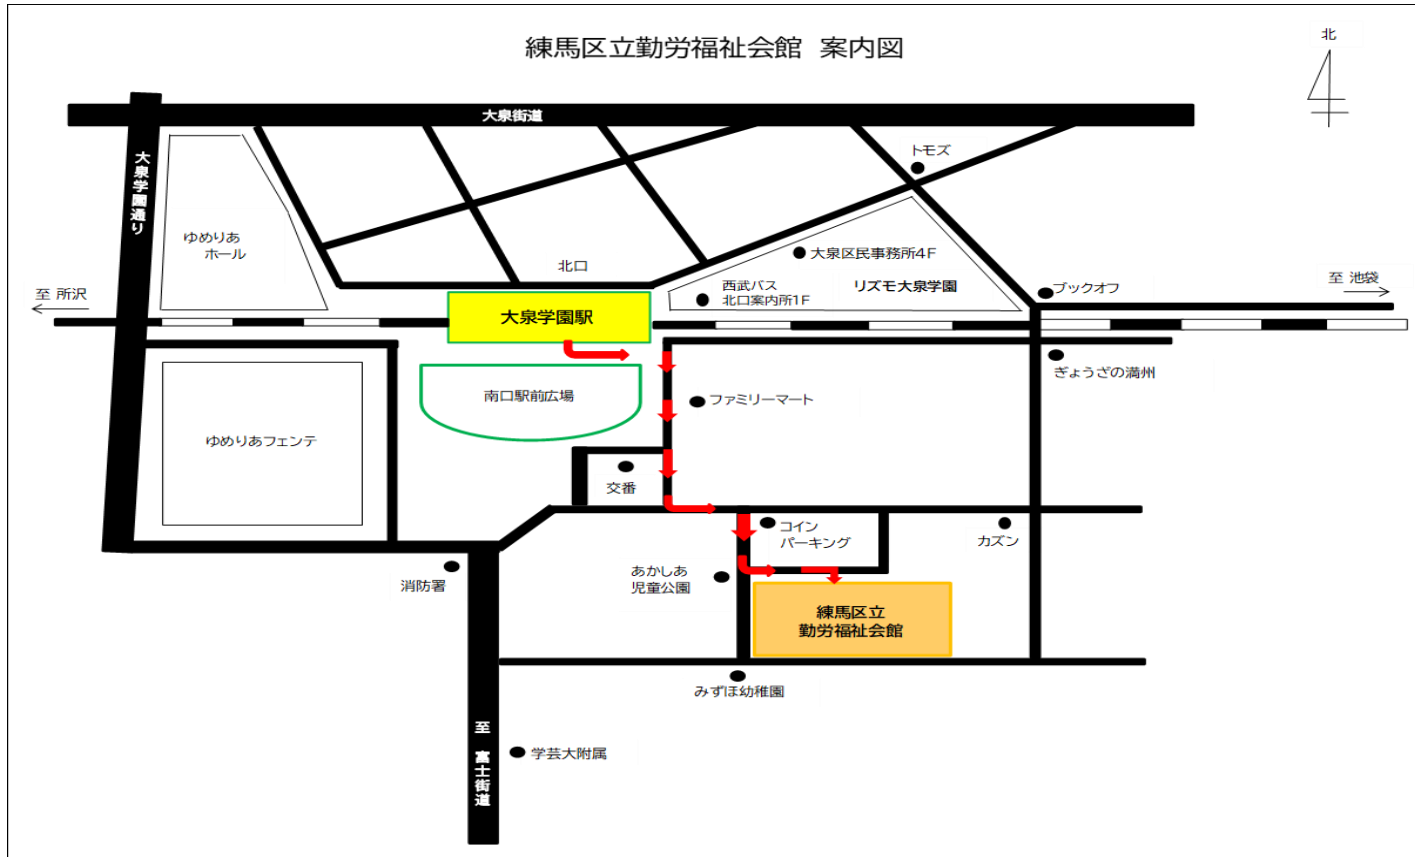 練馬区立勤労福祉会館 案内図
北
大泉街道
大泉学園通り
トモズ
ゆめりあ
ホール
北口
大泉区民事務所4F
西武バス
北口案内所1F
リズモ大泉学園
ブックオフ
至 池袋
至 所沢
大泉学園駅
ぎょうざの満州
南口駅前広場
ファミリーマート
ゆめりあフェンテ
交番
コイン
パーキング
カズン
消防署
あかしあ
児童公園
練馬区立
勤労福祉会館
みずほ幼稚園
至 富士街道
学芸大附属